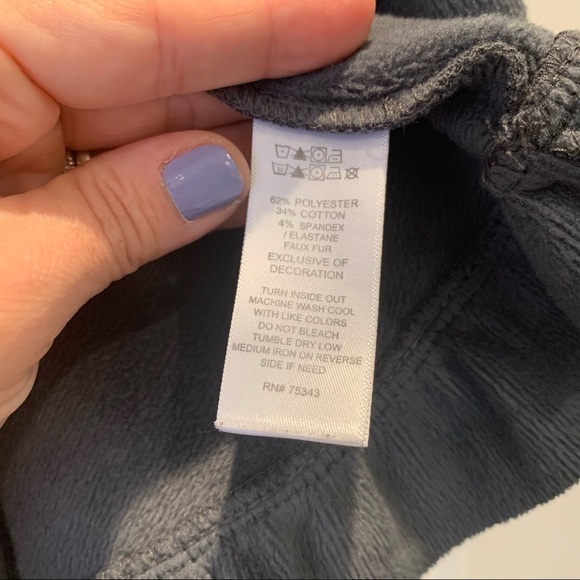 62% POLYESTER
34% COTTON
4% SPANDEX
/ ELASTANE
FAUX FUR
EXCLUSIVE OF
DECORATION
TURN INSIDE OUT
MACHINE WASH COOL
WITH LIKE COLORS
DO NOT BLEACH
TUMBLE DRY LOW
MEDIUM IRON ON REVERSE
SIDE IF NEED
RN# 75343